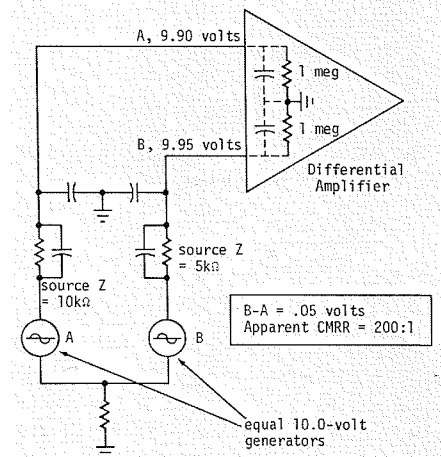 A, 9.90 volts
1 meg
B, 9.95 volts
1 meg
Differential
Amplifier
source Z
= 5kΩ
source Z
= 10kΩ
A
B
B-A = .05 volts
Apparent CMRR = 200:1
equal 10.0-volt
generators